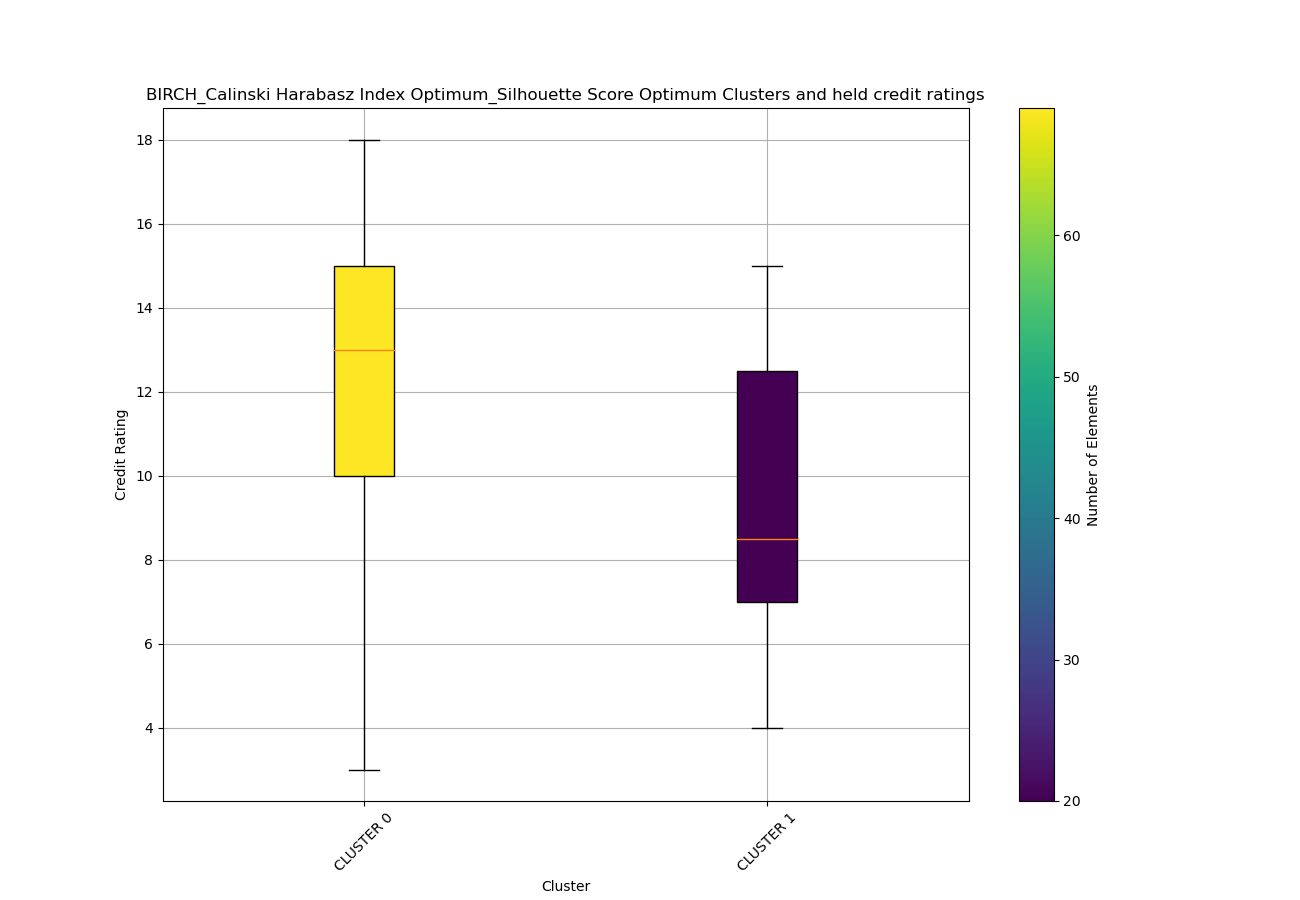 BIRCH_Calinski Harabasz Index Optimum_Silhouette Score Optimum Clusters and held credit ratings
18
16
14
12
10
8
6
4
Credit Rating
CLUSTER 0
CLUSTER 1
Cluster
60
50
40
30
20
Number of Elements